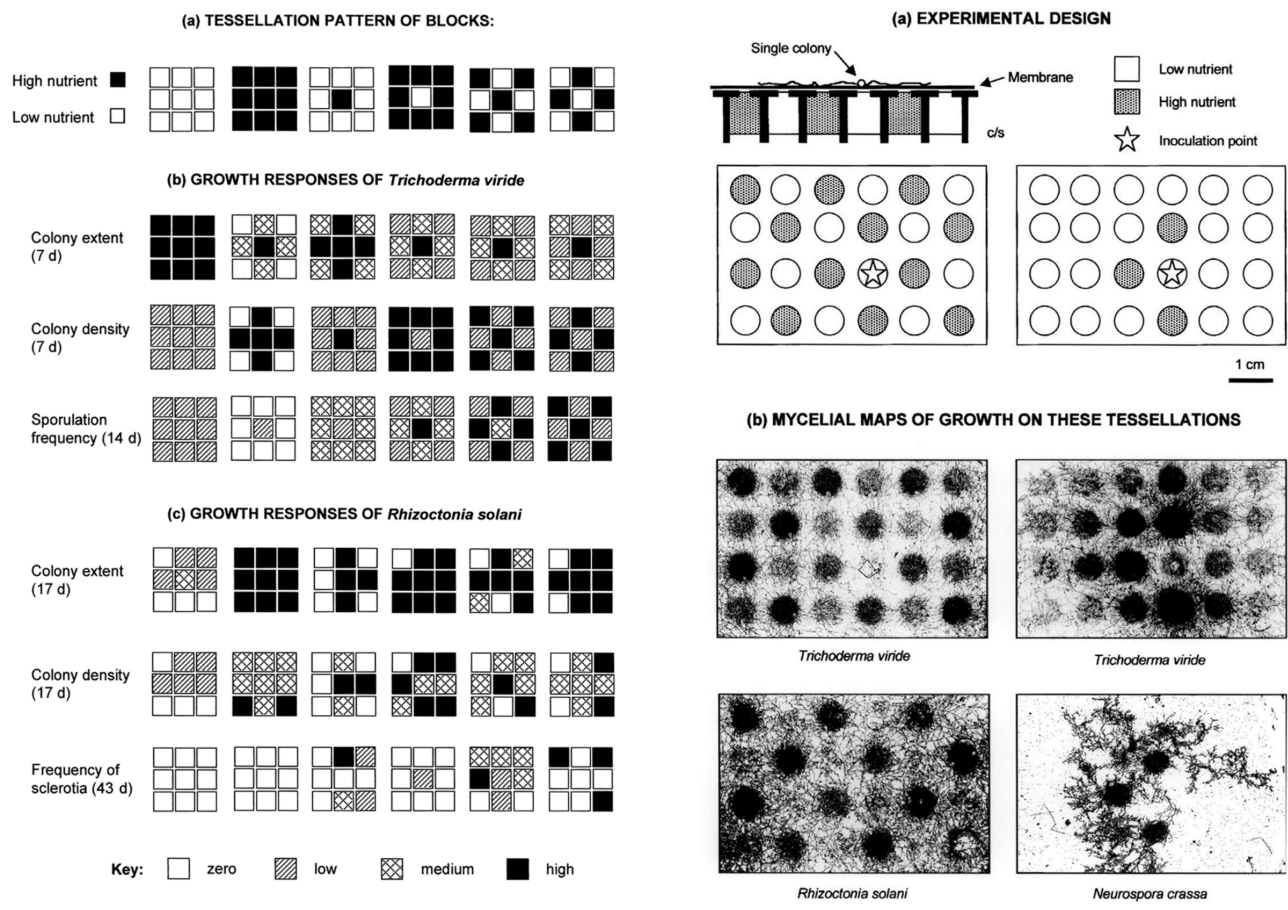 (a) TESSELLATION PATTERN OF BLOCKS:
High nutrient
Low nutrient
(b) GROWTH RESPONSES OF Trichoderma viride
Colony extent
(7 d)
Colony density
(7 d)
Sporulation
frequency (14 d)
(c) GROWTH RESPONSES OF Rhizoctonia solani
Colony extent
(17 d)
Colony density
(17 d)
Frequency of
sclerotia (43 d)
Key: zero low medium high
(a) EXPERIMENTAL DESIGN
Single colony
Membrane
c/s
Low nutrient
High nutrient
Inoculation point
1 cm
(b) MYCELIAL MAPS OF GROWTH ON THESE TESSELLATIONS
Trichoderma viride
Trichoderma viride
Rhizoctonia solani
Neurospora crassa